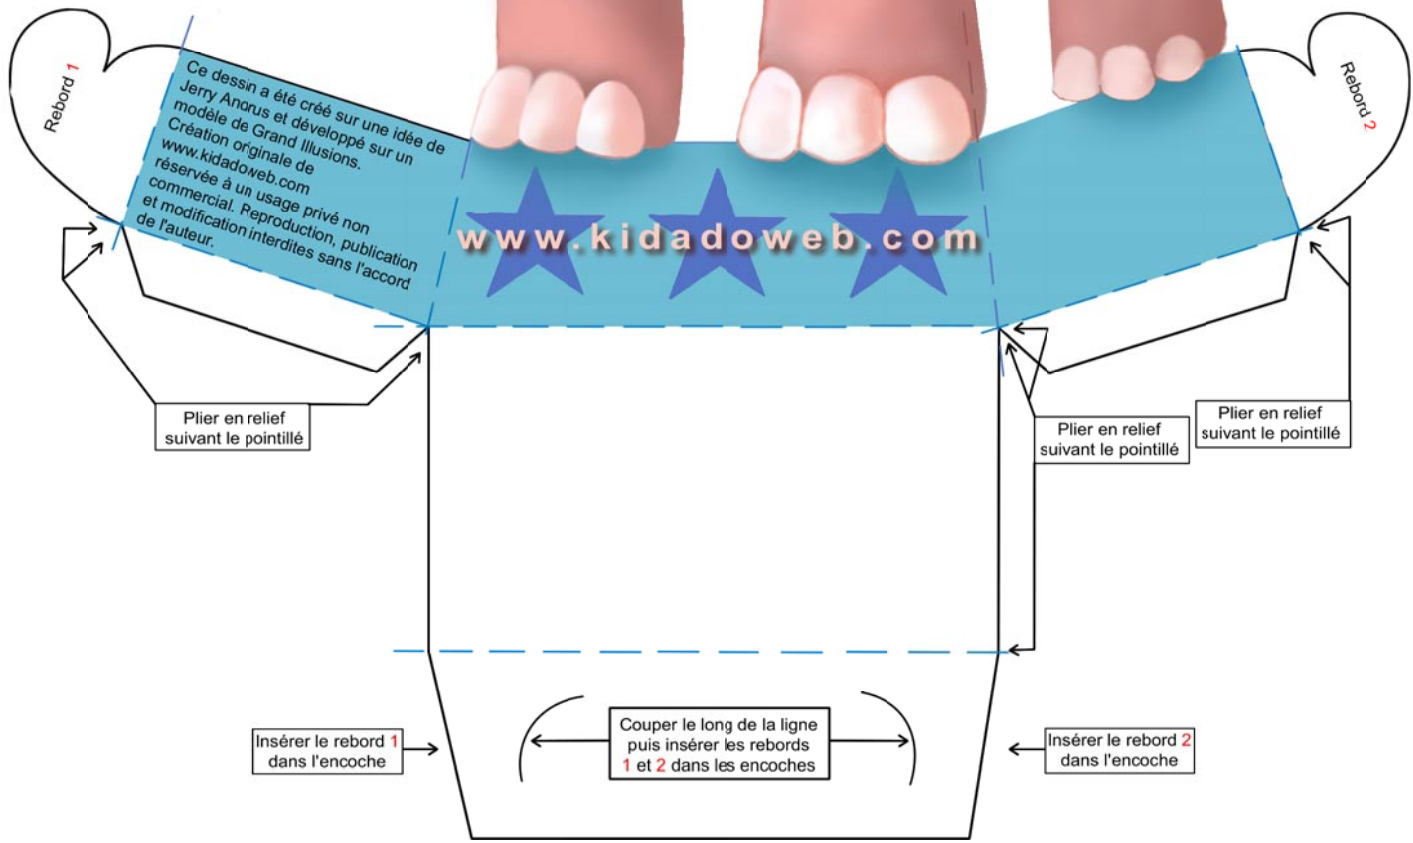 Rebord 1
Ce dessin a été créé sur une idée de
Jerry Andrus et développé sur un
modèle de Grand Illusions.
Création originale de
www.kidadoweb.com
réservée à un usage privé non
commercial. Reproduction, publication
et modification interdites sans l'accord
de l'auteur.
www.kidadoweb.com
Rebord 2
Plier en relief
suivant le pointillé
Plier en relief
suivant le pointillé
Plier en relief
suivant le pointillé
Insérer le rebord 1
dans l'encoche
Couper le long de la ligne
puis insérer les rebords
1 et 2 dans les encoches
Insérer le rebord 2
dans l'encoche